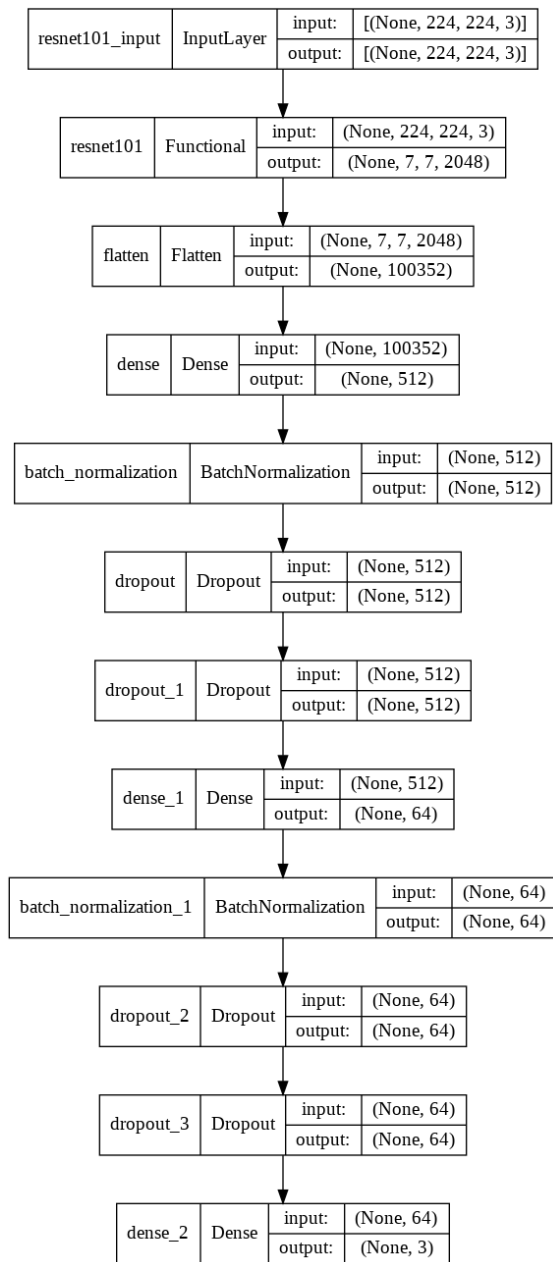 resnet101_input InputLayer input: [(None, 224, 224, 3)]
output: [(None, 224, 224, 3)]
resnet101 Functional input: (None, 224, 224, 3)
output: (None, 7, 7, 2048)
flatten Flatten input: (None, 7, 7, 2048)
output: (None, 100352)
dense Dense input: (None, 100352)
output: (None, 512)
batch_normalization BatchNormalization input: (None, 512)
output: (None, 512)
dropout Dropout input: (None, 512)
output: (None, 512)
dropout_1 Dropout input: (None, 512)
output: (None, 512)
dense_1 Dense input: (None, 512)
output: (None, 64)
batch_normalization_1 BatchNormalization input: (None, 64)
output: (None, 64)
dropout_2 Dropout input: (None, 64)
output: (None, 64)
dropout_3 Dropout input: (None, 64)
output: (None, 64)
dense_2 Dense input: (None, 64)
output: (None, 3)